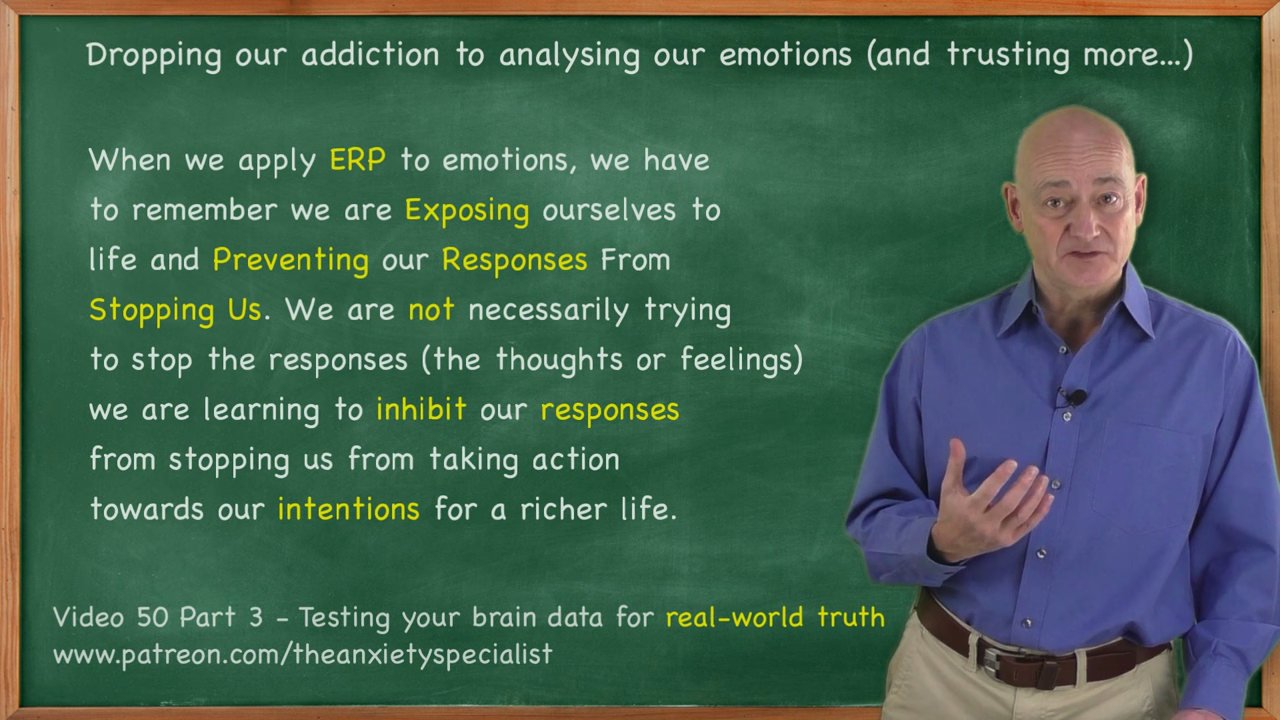 Dropping our addiction to analysing our emotions (and trusting more...)
When we apply ERP to emotions, we have
to remember we are Exposing ourselves to
life and Preventing our Responses From
Stopping Us. We are not necessarily trying
to stop the responses (the thoughts or feelings)
we are learning to inhibit our responses
from stopping us from taking action
towards our intentions for a richer life.
Video 50 Part 3 - Testing your brain data for real-world truth
www.patreon.com/theanxietyspecialist